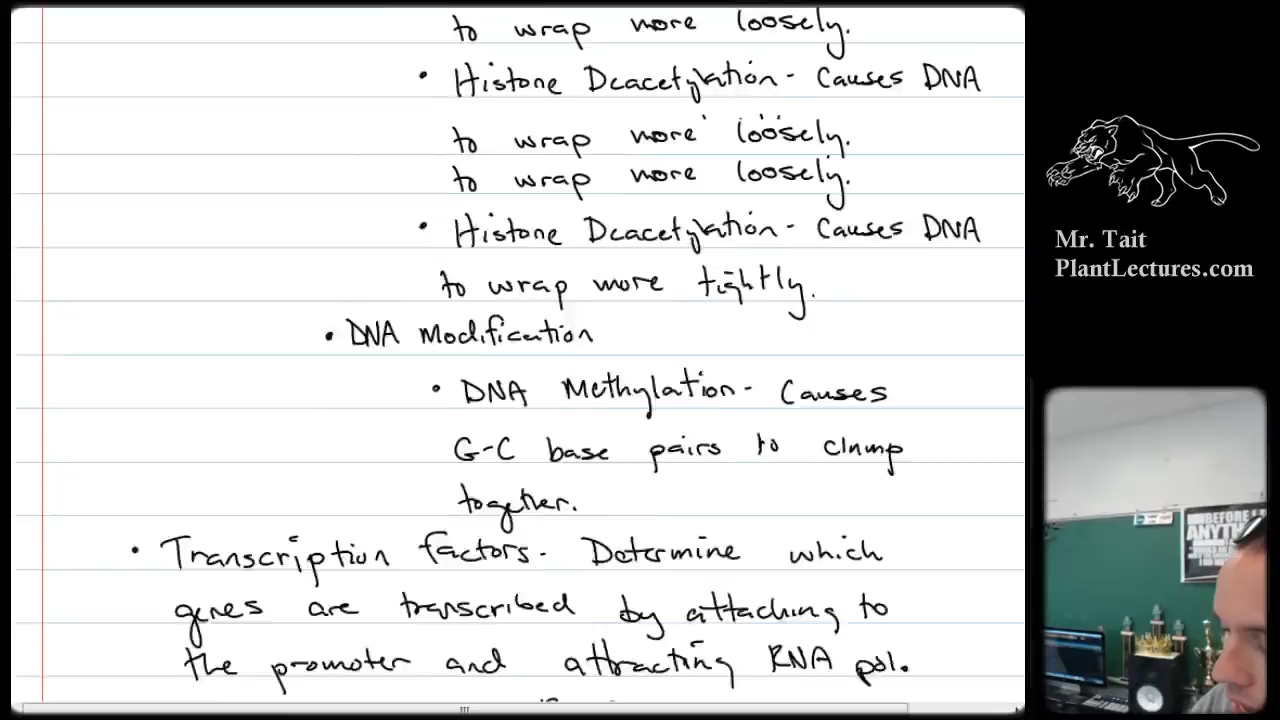 to wrap more loosely.
• Histone Deacetylation - Causes DNA
to wrap more loosely.
to wrap more loosely.
• Histone Deacetylation - Causes DNA
to wrap more tightly.
• DNA Modification
• DNA Methylation - Causes
G-C base pairs to clump
together.
• Transcription factors - Determine which
genes are transcribed by attaching to
the promoter and attracting RNA pol.
Mr. Tait
PlantLectures.com
BEFORE I
ANYTHING